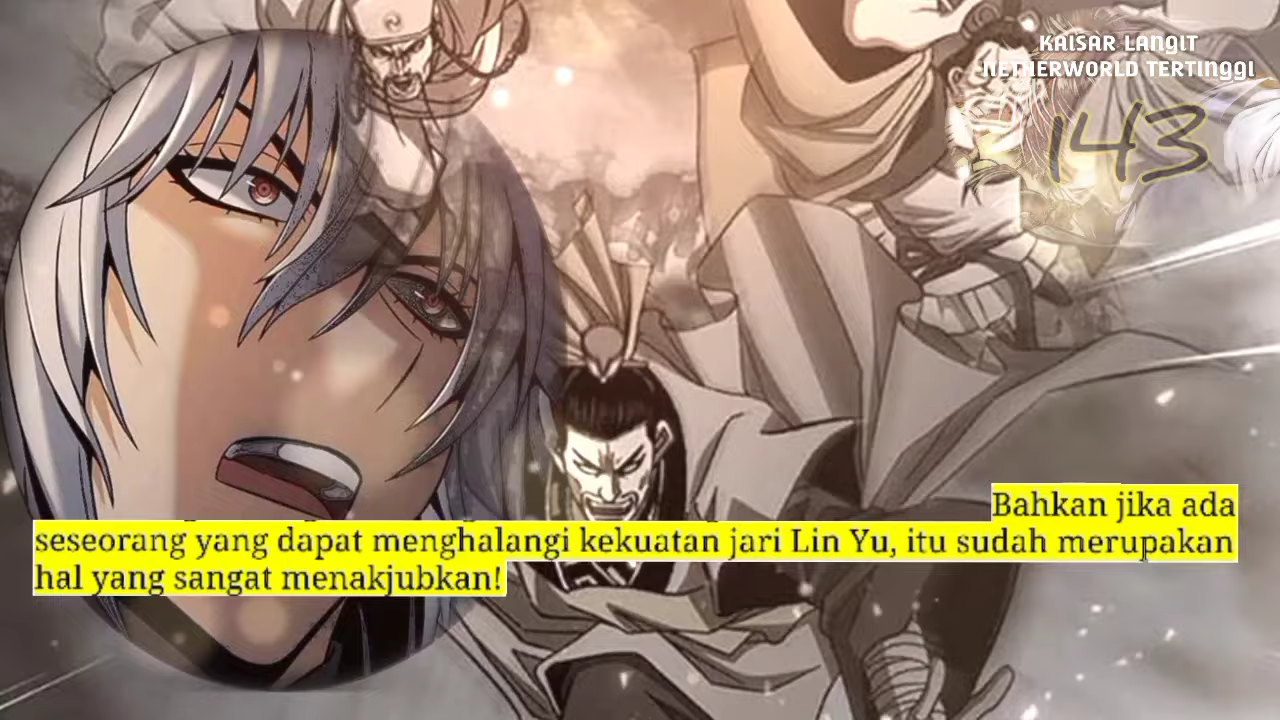 KAISAR LANGIT
NETHERWORLD TERTINGGI
143
Bahkan jika ada
seseorang yang dapat menghalangi kekuatan jari Lin Yu, itu sudah merupakan
hal yang sangat menakjubkan!